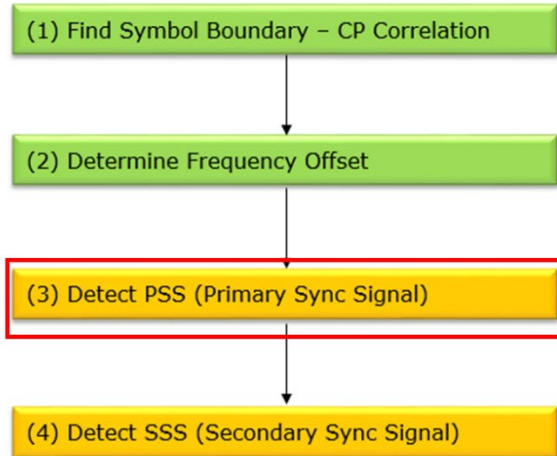 (1) Find Symbol Boundary – CP Correlation
(2) Determine Frequency Offset
(3) Detect PSS (Primary Sync Signal)
(4) Detect SSS (Secondary Sync Signal)